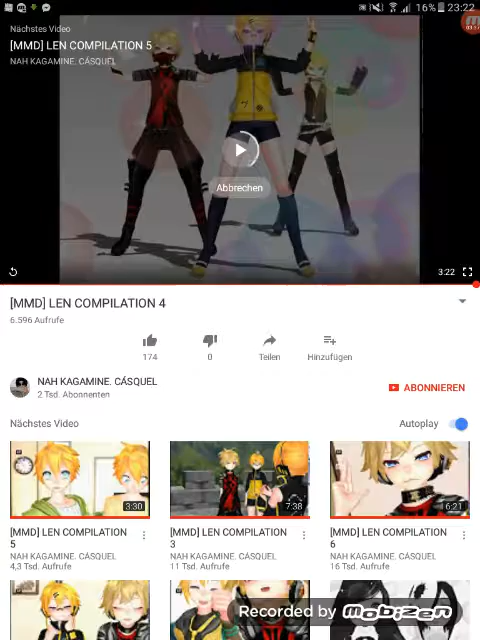 16% 23:22
Nächstes Video
[MMD] LEN COMPILATION 5
NAH KAGAMINE. CÁSQUEL
Abbrechen
3:22
[MMD] LEN COMPILATION 4
6.596 Aufrufe
174
0
Teilen
Hinzufügen
NAH KAGAMINE. CÁSQUEL
2 Tsd. Abonnenten
ABONNIEREN
Nächstes Video
Autoplay
3:30
7:38
6:21
[MMD] LEN COMPILATION
5
NAH KAGAMINE. CÁSQUEL
4,3 Tsd. Aufrufe
[MMD] LEN COMPILATION
3
NAH KAGAMINE. CÁSQUEL
11 Tsd. Aufrufe
[MMD] LEN COMPILATION
6
NAH KAGAMINE. CÁSQUEL
16 Tsd. Aufrufe
Recorded by Mobizen